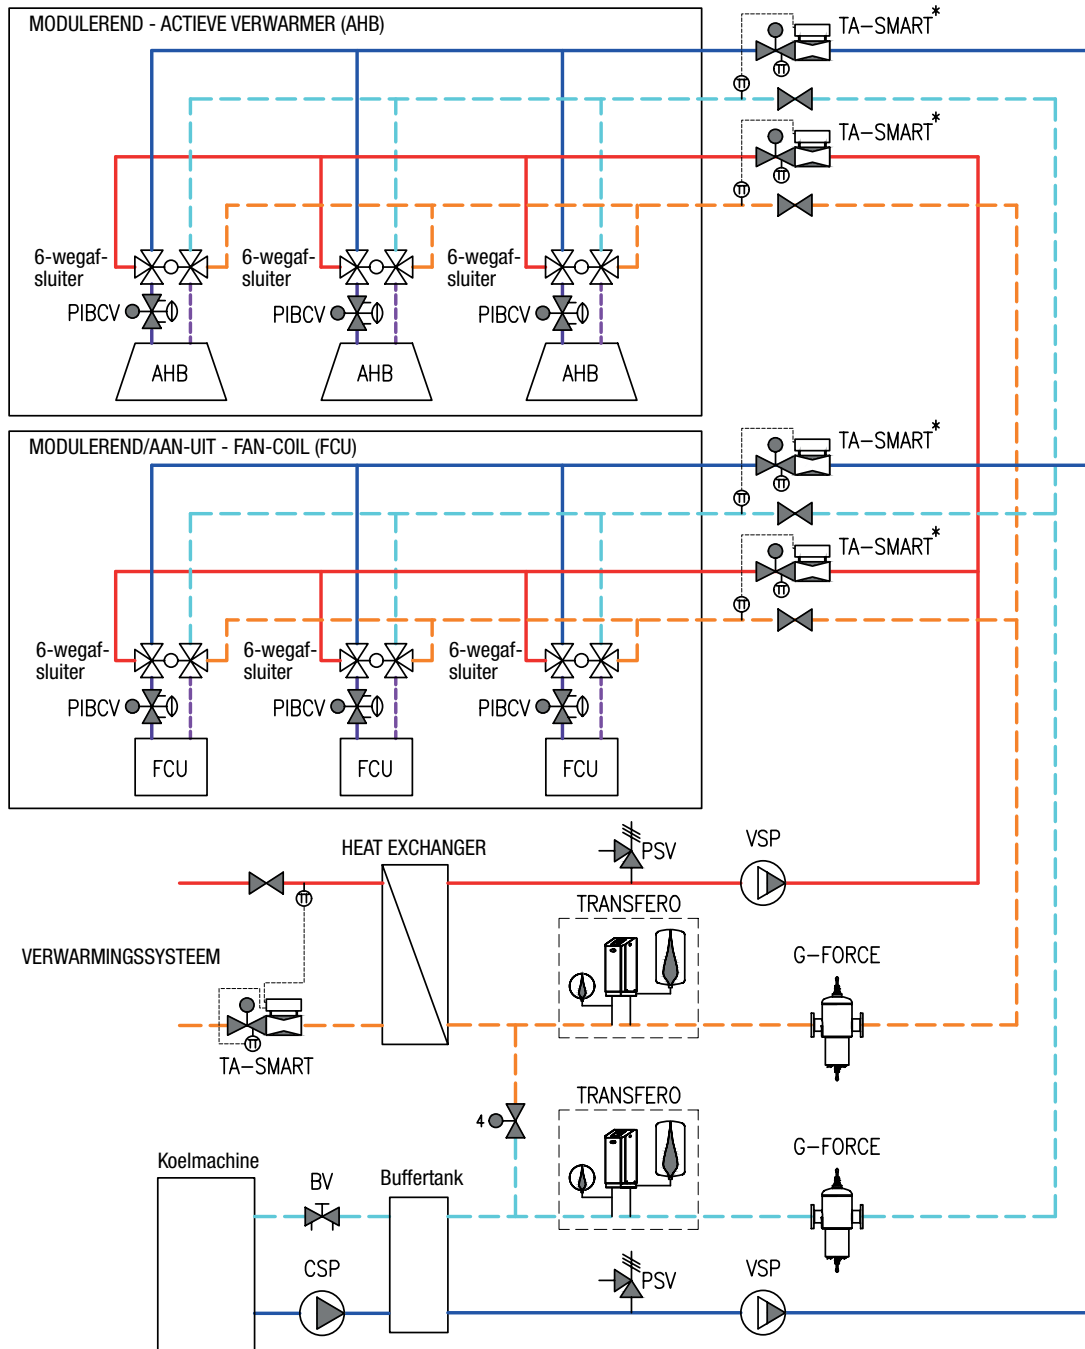 MODULEREND - ACTIEVE VERWARMER (AHB)
TA-SMART*
TA-SMART*
6-wegaf-
sluiter
6-wegaf-
sluiter
6-wegaf-
sluiter
PIBCV
PIBCV
PIBCV
AHB
AHB
AHB
MODULEREND/AAN-UIT - FAN-COIL (FCU)
TA-SMART*
TA-SMART*
6-wegaf-
sluiter
6-wegaf-
sluiter
6-wegaf-
sluiter
PIBCV
PIBCV
PIBCV
FCU
FCU
FCU
HEAT EXCHANGER
PSV
VSP
TRANSFERO
VERWARMINGSSYSTEEM
G-FORCE
TA-SMART
TRANSFERO
4
G-FORCE
Koelmachine
BV
Buffertank
CSP
PSV
VSP